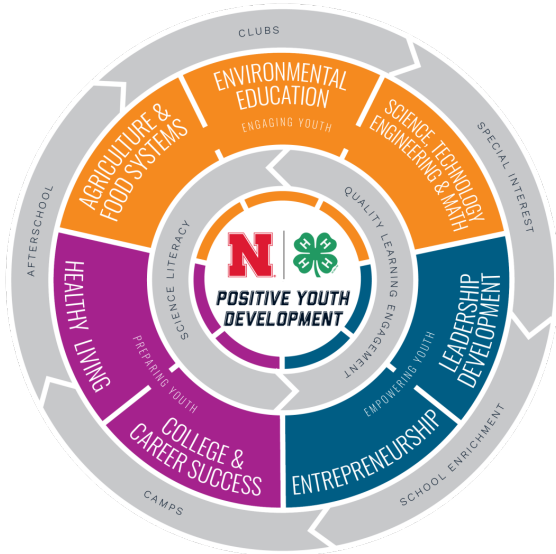 CLUBS
SPECIAL INTEREST
SCHOOL ENRICHMENT
CAMPS
AFTERSCHOOL
AGRICULTURE &
FOOD SYSTEMS
ENVIRONMENTAL
EDUCATION
SCIENCE, TECHNOLOGY
ENGINEERING & MATH
ENGAGING YOUTH
LEADERSHIP
DEVELOPMENT
ENTREPRENEURSHIP
EMPOWERING YOUTH
COLLEGE &
CAREER SUCCESS
HEALTHY LIVING
PREPARING YOUTH
SCIENCE LITERACY
QUALITY LEARNING ENGAGEMENT
N
H H H H
POSITIVE YOUTH
DEVELOPMENT